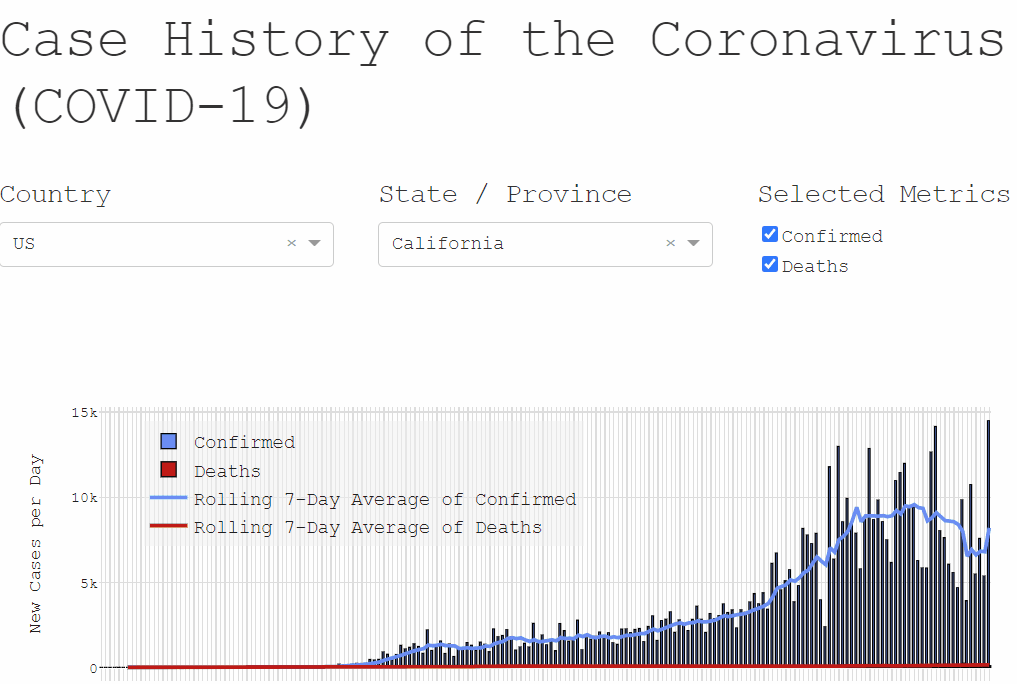 Case History of the Coronavirus
(COVID-19)
Country
State / Province
Selected Metrics
US × 
California ×
Confirmed
Deaths
15k
10k
5k
0
New Cases per Day
Confirmed
Deaths
Rolling 7-Day Average of Confirmed
Rolling 7-Day Average of Deaths